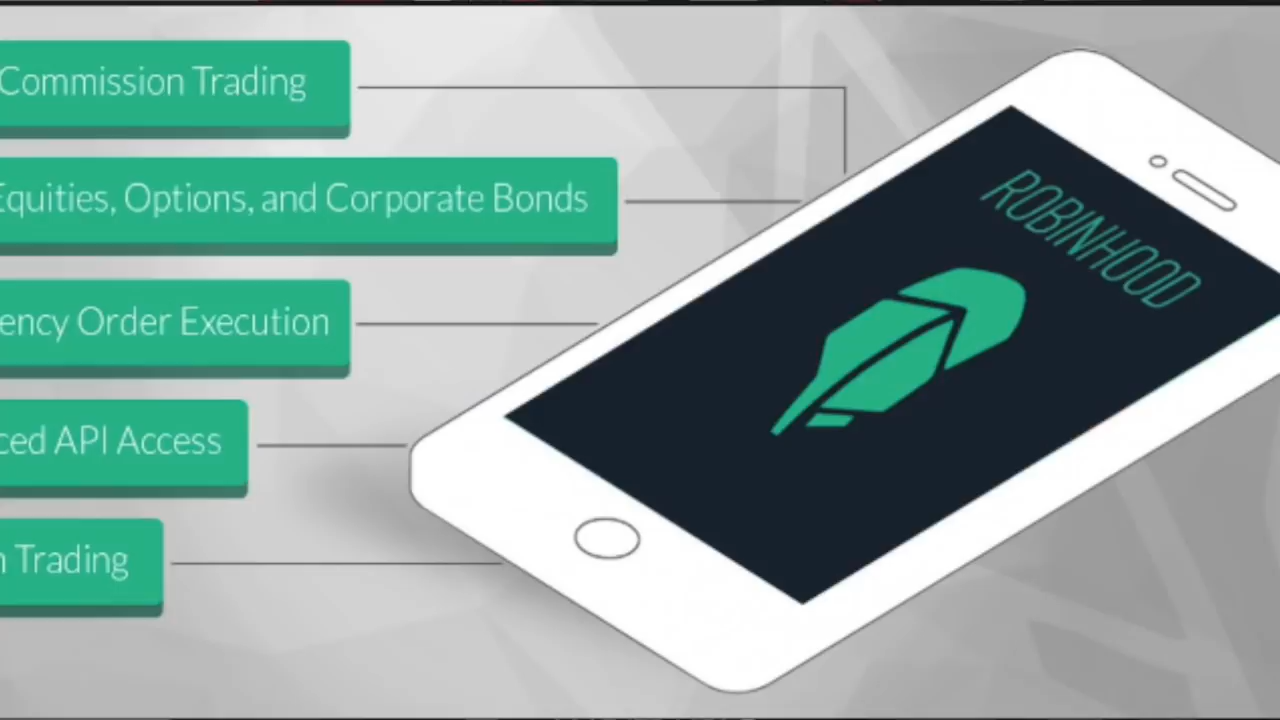 Commission Trading
Equities, Options, and Corporate Bonds
ency Order Execution
ced API Access
Trading
ROBINHOOD